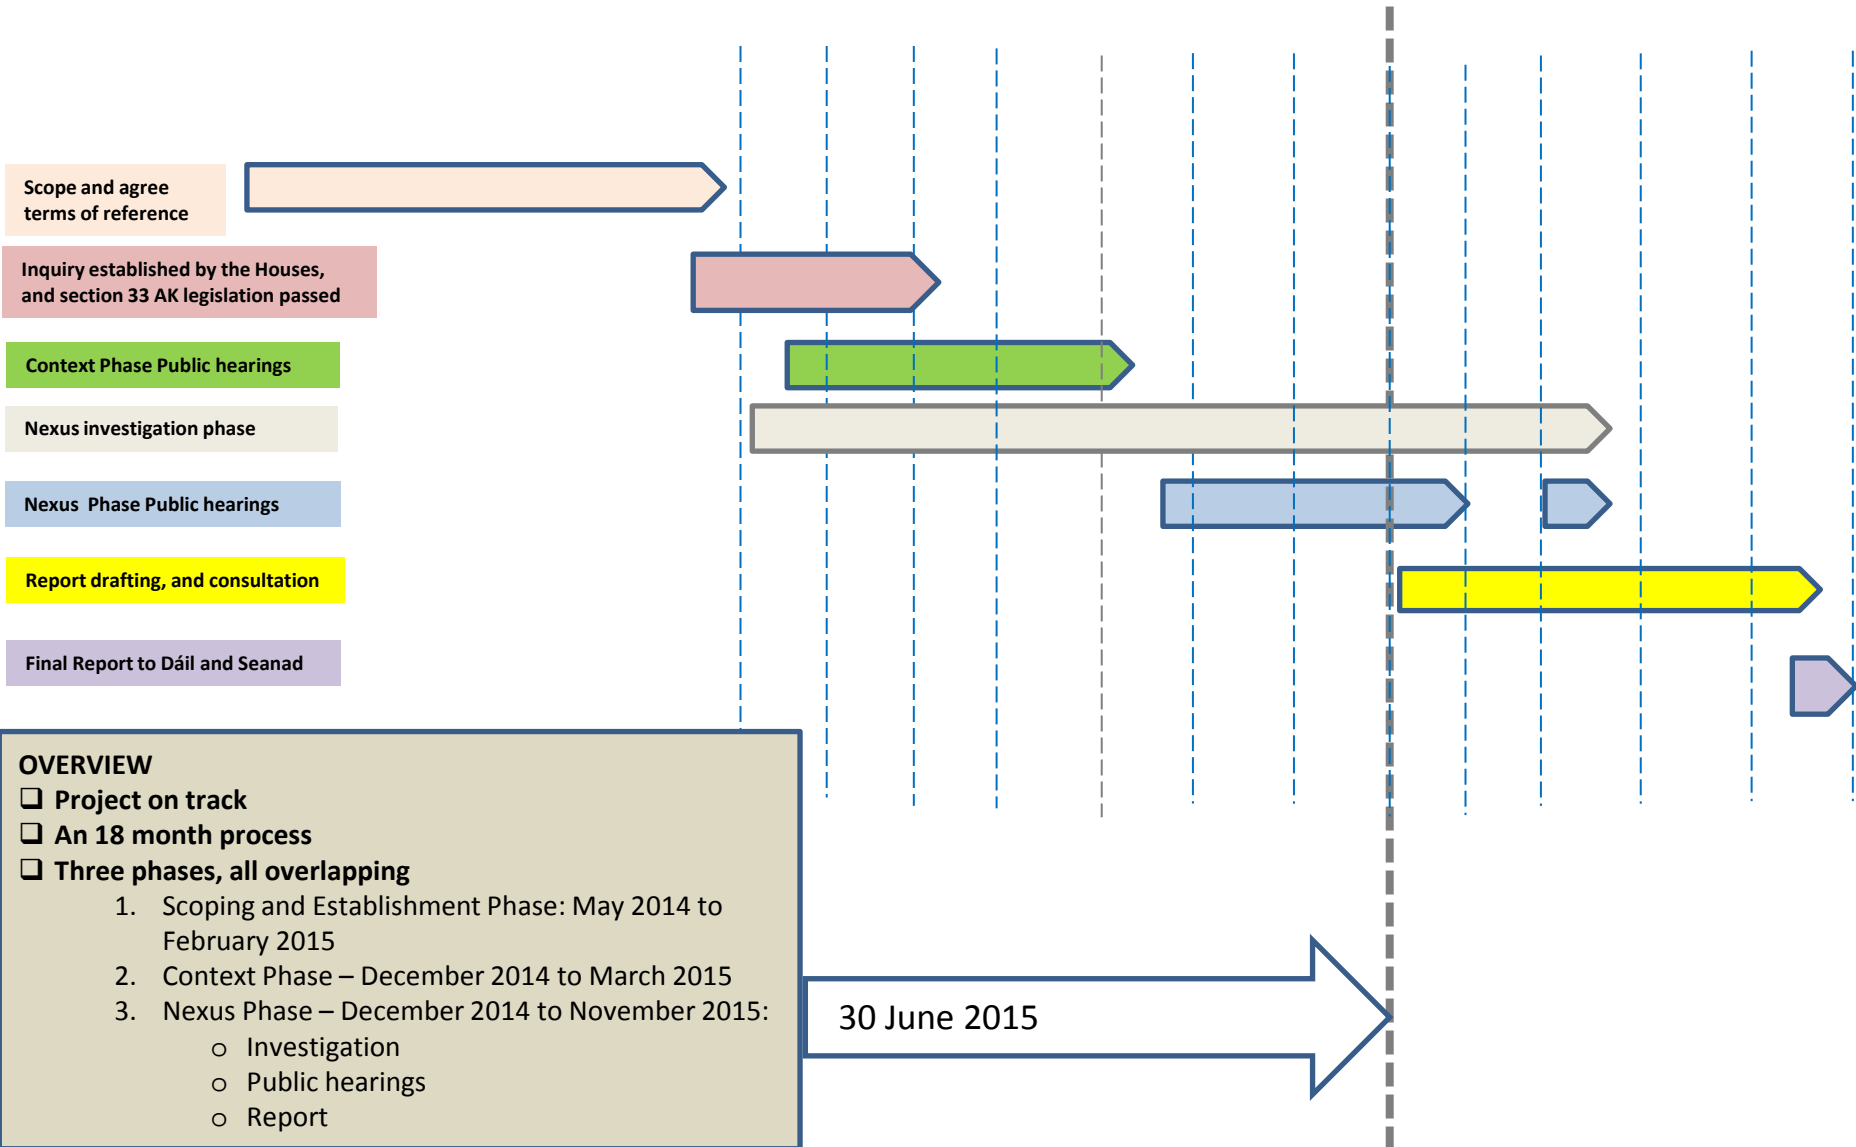 Scope and agree
terms of reference
Inquiry established by the Houses,
and section 33 AK legislation passed
Context Phase Public hearings
Nexus investigation phase
Nexus Phase Public hearings
Report drafting, and consultation
Final Report to Dáil and Seanad
OVERVIEW
❑ Project on track
❑ An 18 month process
❑ Three phases, all overlapping
1. Scoping and Establishment Phase: May 2014 to
February 2015
2. Context Phase – December 2014 to March 2015
3. Nexus Phase – December 2014 to November 2015:
o Investigation
o Public hearings
o Report
30 June 2015